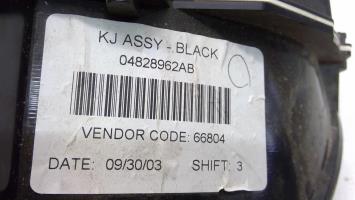 KJ ASSY - BLACK
04828962AB
VENDOR CODE: 66804
DATE: 09/30/03 SHIFT: 3